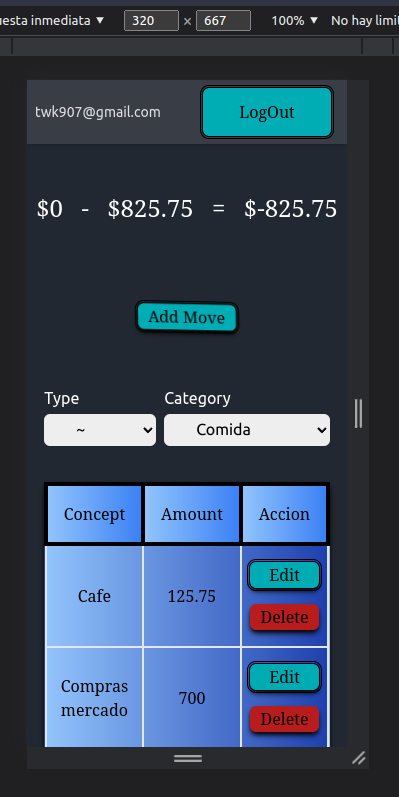 uesta inmediata ▼ 320 × 667 100% ▼ No hay limi
twk907@gmail.com LogOut
$0 - $825.75 = $-825.75
Add Move
Type Category
~ Comida
Concept Amount Accion
Cafe 125.75 Edit
Delete
Compras mercado 700 Edit
Delete